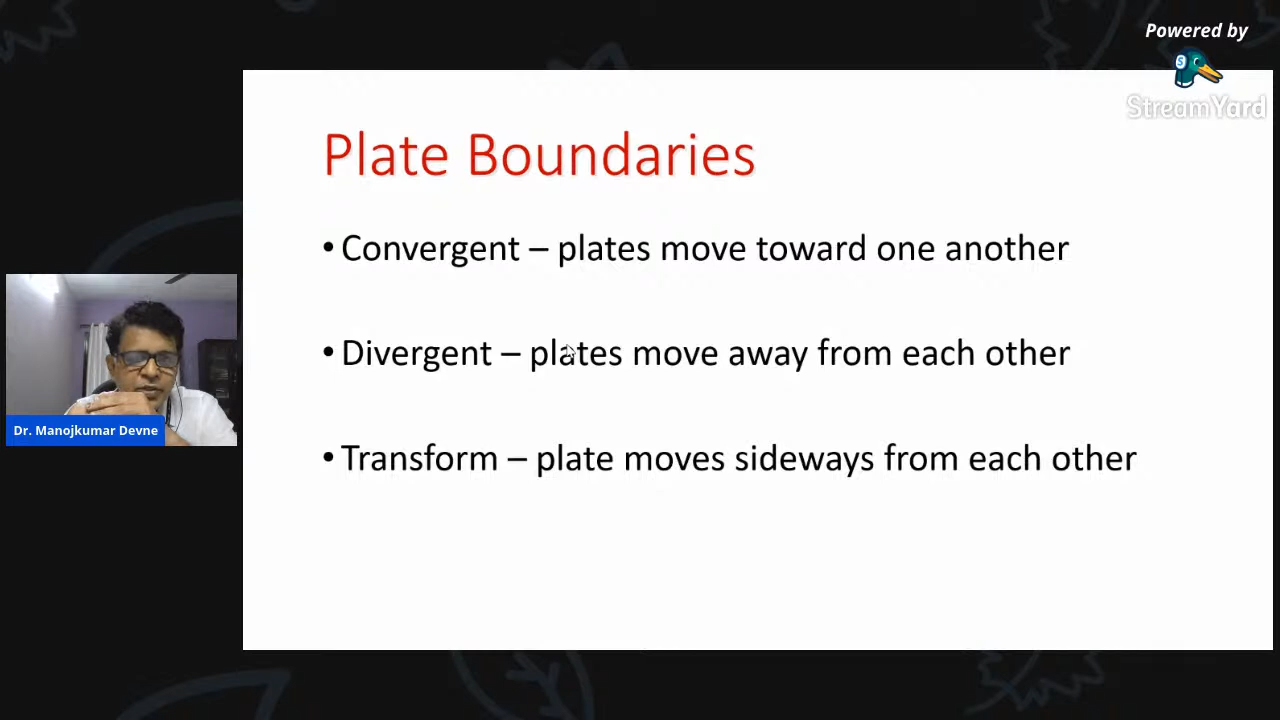 Powered by
StreamYard
Plate Boundaries
• Convergent – plates move toward one another
• Divergent – plates move away from each other
• Transform – plate moves sideways from each other
Dr. Manojkumar Devne